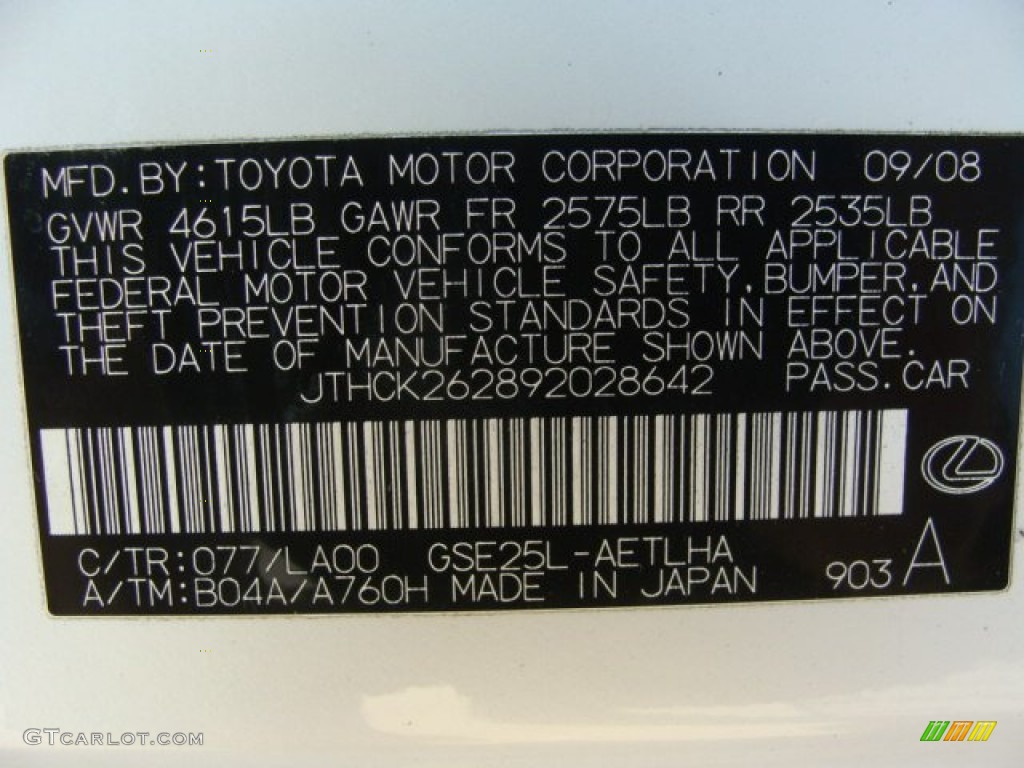 MFD. BY: TOYOTA MOTOR CORPORATION 09/08
GVWR 4615LB GAWR FR 2575LB RR 2535LB
THIS VEHICLE CONFORMS TO ALL APPLICABLE
FEDERAL MOTOR VEHICLE SAFETY, BUMPER, AND
THEFT PREVENTION STANDARDS IN EFFECT ON
THE DATE OF MANUFACTURE SHOWN ABOVE.
JTHCK262892028642 PASS. CAR
C/TR: 077/LA00 GSE25L-AETLHA
A/TM: B04A/A760H MADE IN JAPAN 903 A
GTCARLOT.COM